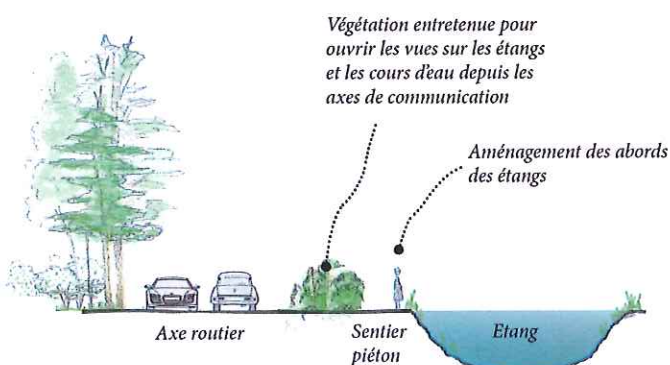 Végétation entretenue pour
ouvrir les vues sur les étangs
et les cours d'eau depuis les
axes de communication
Aménagement des abords
des étangs
Axe routier
Sentier
piéton
Etang